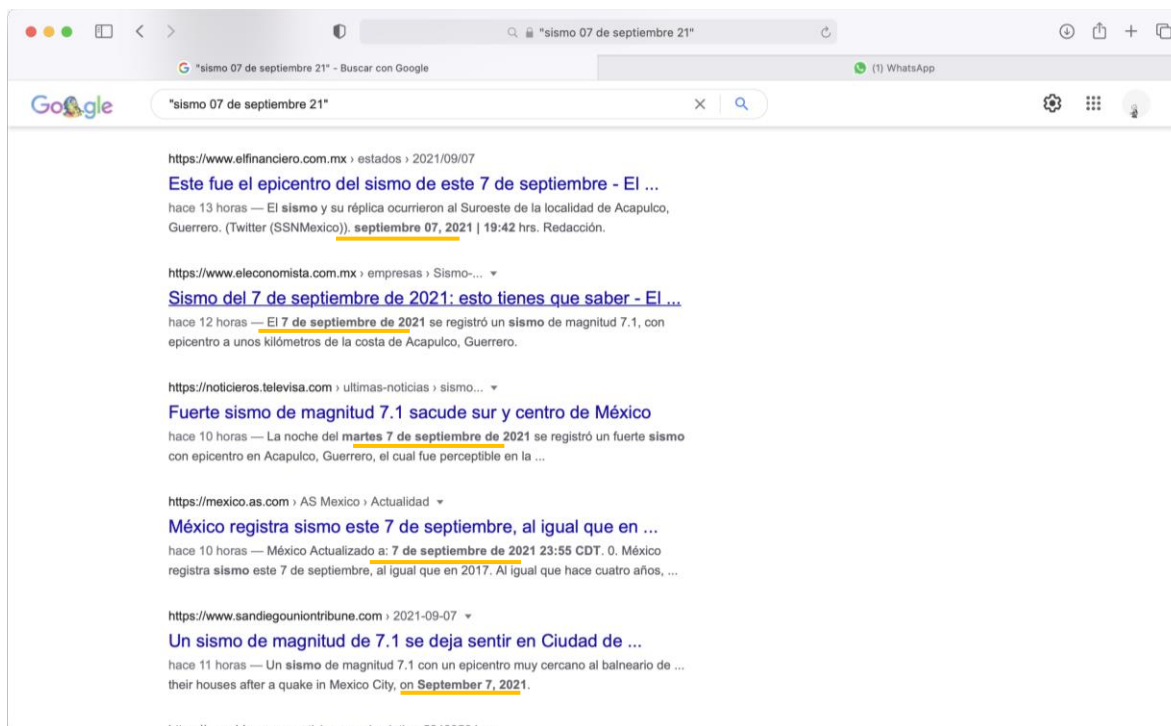 "sismo 07 de septiembre 21"
"sismo 07 de septiembre 21" - Buscar con Google
(1) WhatsApp
Google
"sismo 07 de septiembre 21"
https://www.elfinanciero.com.mx › estados › 2021/09/07
Este fue el epicentro del sismo de este 7 de septiembre - El ...
hace 13 horas — El sismo y su réplica ocurrieron al Suroeste de la localidad de Acapulco,
Guerrero. (Twitter (SSNMexico)). septiembre 07, 2021 | 19:42 hrs. Redacción.
https://www.eleconomista.com.mx › empresas › Sismo-...
Sismo del 7 de septiembre de 2021: esto tienes que saber - El ...
hace 12 horas — El 7 de septiembre de 2021 se registró un sismo de magnitud 7.1, con
epicentro a unos kilómetros de la costa de Acapulco, Guerrero.
https://noticieros.televisa.com › ultimas-noticias › sismo...
Fuerte sismo de magnitud 7.1 sacude sur y centro de México
hace 10 horas — La noche del martes 7 de septiembre de 2021 se registró un fuerte sismo
con epicentro en Acapulco, Guerrero, el cual fue perceptible en la ...
https://mexico.as.com › AS Mexico › Actualidad
México registra sismo este 7 de septiembre, al igual que en ...
hace 10 horas — México Actualizado a: 7 de septiembre de 2021 23:55 CDT. 0. México
registra sismo este 7 de septiembre, al igual que en 2017. Al igual que hace cuatro años, ...
https://www.sandiegouniontribune.com › 2021-09-07
Un sismo de magnitud de 7.1 se deja sentir en Ciudad de ...
hace 11 horas — Un sismo de magnitud 7.1 con un epicentro muy cercano al balneario de ...
their houses after a quake in Mexico City, on September 7, 2021.